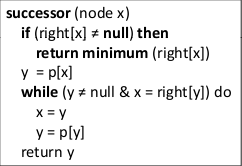 successor (node x)
if (right[x] ≠ null) then
return minimum (right[x])
y = p[x]
while (y ≠ null & x = right[y]) do
x = y
y = p[y]
return y